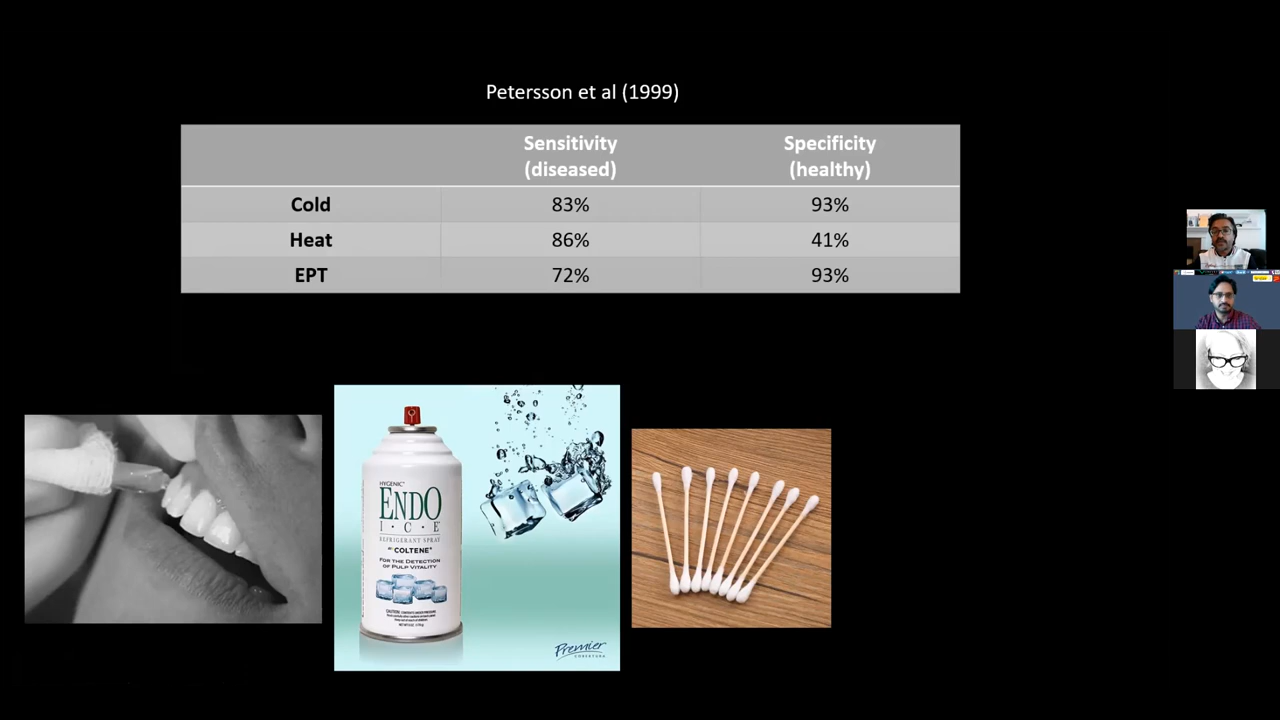 Petersson et al (1999)
Sensitivity (diseased) Specificity (healthy)
Cold 83% 93%
Heat 86% 41%
EPT 72% 93%
HYGENIC
ENDO
I·C·E
REFRIGERANT SPRAY
BY COLTENE
FOR THE DETECTION
OF PULP VITALITY
Premier